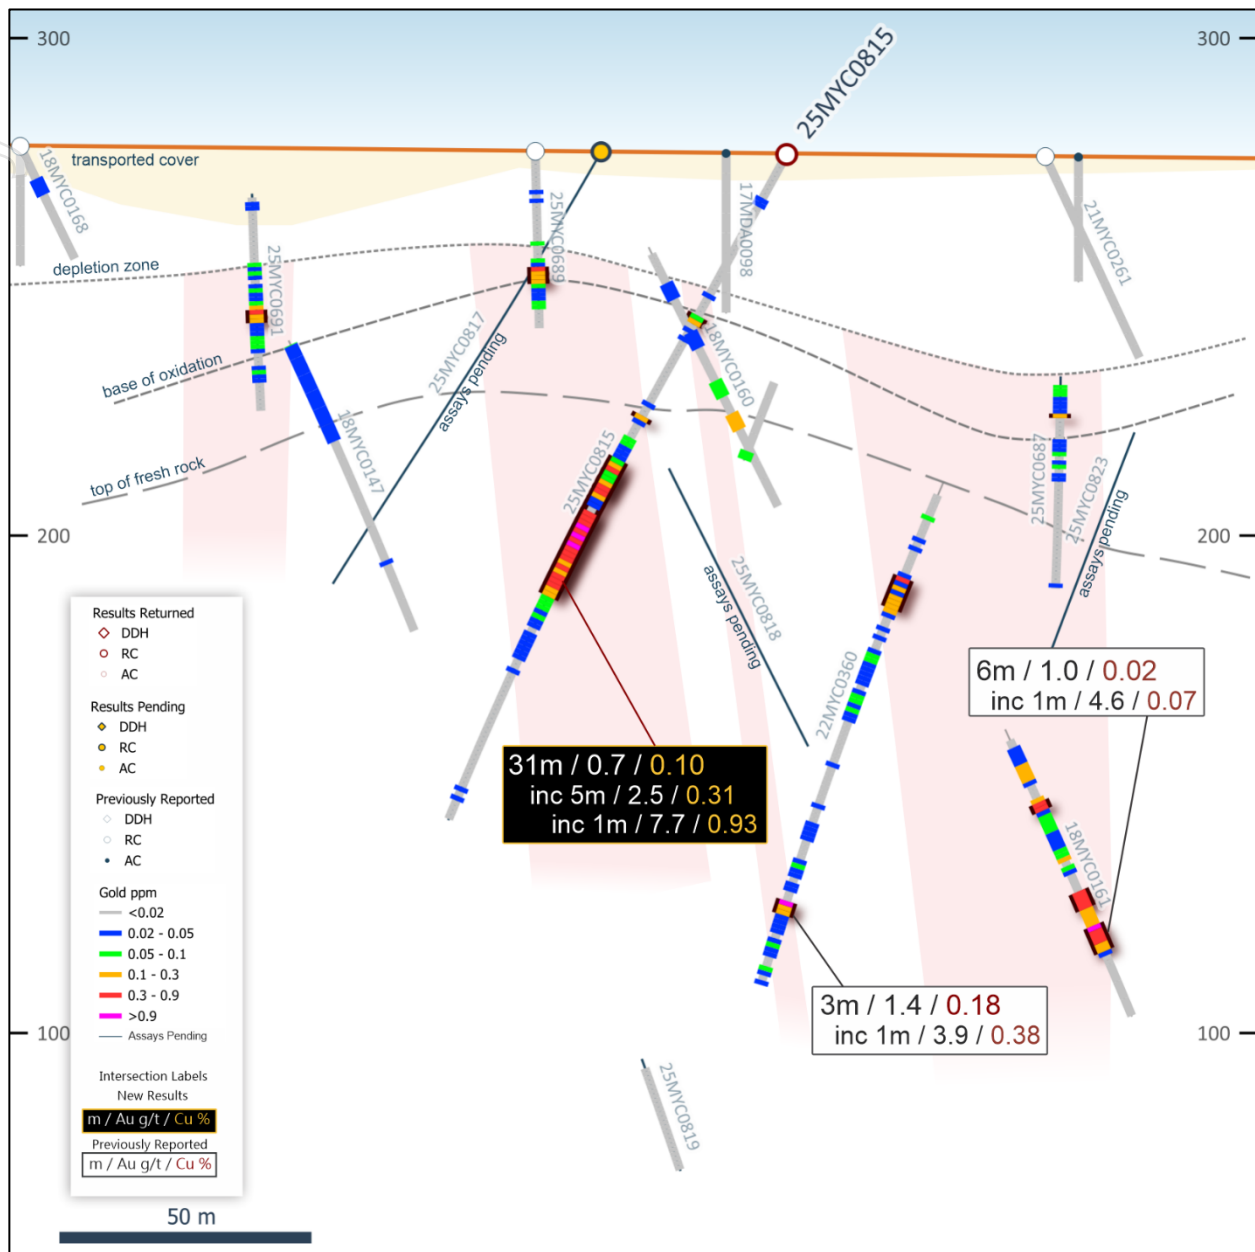 300
300
25MYC0815
transported cover
18MYC0168
25MYC0689
17MDA0098
21MYC0261
depletion zone
25MYC0691
25MYC0817
assays pending
18MYC0160
base of oxidation
18MYC0147
25MYC0815
25MYC0687
25MYC0823
assays pending
top of fresh rock
200
200
25MYC0818
assays pending
22MYC0360
6m / 1.0 / 0.02
inc 1m / 4.6 / 0.07
31m / 0.7 / 0.10
inc 5m / 2.5 / 0.31
inc 1m / 7.7 / 0.93
18MYC0161
3m / 1.4 / 0.18
inc 1m / 3.9 / 0.38
100
100
25MYC0819
Results Returned
DDH
RC
AC
Results Pending
DDH
RC
AC
Previously Reported
DDH
RC
AC
Gold ppm
<0.02
0.02 - 0.05
0.05 - 0.1
0.1 - 0.3
0.3 - 0.9
>0.9
Assays Pending
Intersection Labels
New Results
m / Au g/t / Cu %
Previously Reported
m / Au g/t / Cu %
50 m